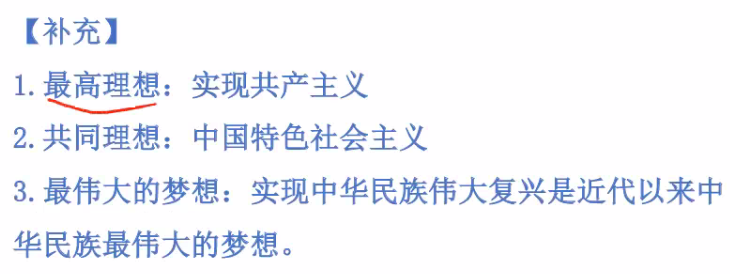 【补充】
1.最高理想：实现共产主义
2.共同理想：中国特色社会主义
3.最伟大的梦想：实现中华民族伟大复兴是近代以来中
华民族最伟大的梦想。